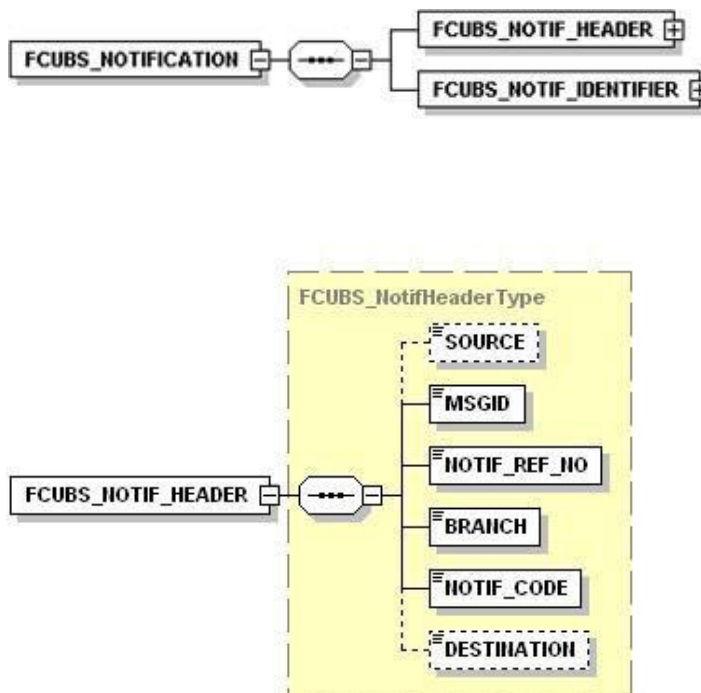 FCUBS_NOTIFICATION
FCUBS_NOTIF_HEADER
FCUBS_NOTIF_IDENTIFIER
FCUBS_NotifHeaderType
SOURCE
MSGID
NOTIF_REF_NO
FCUBS_NOTIF_HEADER
BRANCH
NOTIF_CODE
DESTINATION